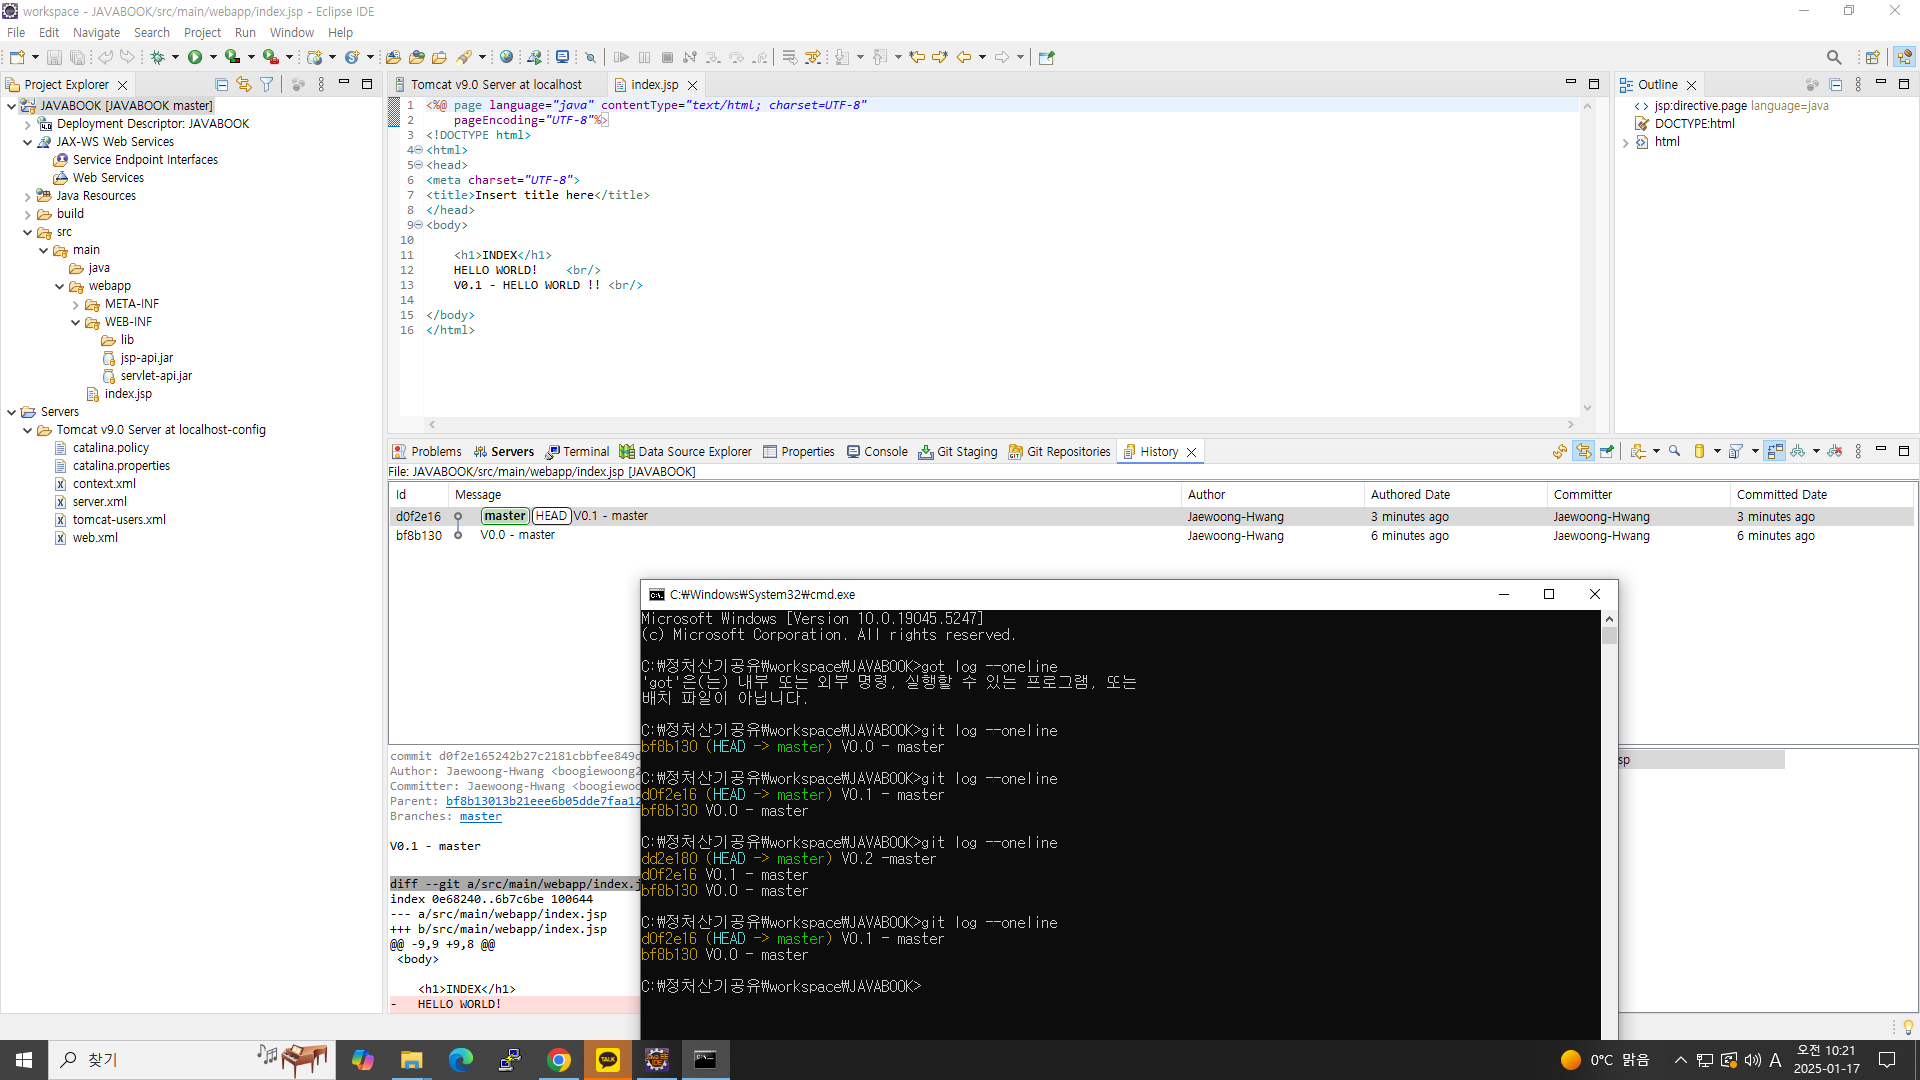 workspace - JAVABOOK/src/main/webapp/index.jsp - Eclipse IDE
File Edit Navigate Search Project Run Window Help
Project Explorer
JAVABOOK [JAVABOOK master]
Deployment Descriptor: JAVABOOK
JAX-WS Web Services
Service Endpoint Interfaces
Web Services
Java Resources
build
src
main
java
webapp
META-INF
WEB-INF
lib
jsp-api.jar
servlet-api.jar
index.jsp
Servers
Tomcat v9.0 Server at localhost-config
catalina.policy
catalina.properties
context.xml
server.xml
tomcat-users.xml
web.xml
Tomcat v9.0 Server at localhost index.jsp
1 <%@ page language="java" contentType="text/html; charset=UTF-8"
2 pageEncoding="UTF-8"%>
3 <!DOCTYPE html>
4 <html>
5 <head>
6 <meta charset="UTF-8">
7 <title>Insert title here</title>
8 </head>
9 <body>
10
11 <h1>INDEX</h1>
12 HELLO WORLD! <br/>
13 V0.1 - HELLO WORLD !! <br/>
14
15 </body>
16 </html>
Outline
jsp:directive.page language=java
DOCTYPE:html
html
Problems Servers Terminal Data Source Explorer Properties Console Git Staging Git Repositories History
File: JAVABOOK/src/main/webapp/index.jsp [JAVABOOK]
Id Message Author Authored Date Committer Committed Date
d0f2e16 master HEAD V0.1 - master Jaewoong-Hwang 3 minutes ago Jaewoong-Hwang 3 minutes ago
bf8b130 V0.0 - master Jaewoong-Hwang 6 minutes ago Jaewoong-Hwang 6 minutes ago
commit d0f2e165242b27c2181cbbfee849d
Author: Jaewoong-Hwang <boogiewoong2
Committer: Jaewoong-Hwang <boogiewoo
Parent: bf8b13013b21eee6b05dde7faa12
Branches: master
V0.1 - master
diff --git a/src/main/webapp/index.j
index 0e68240..6b7c6be 100644
--- a/src/main/webapp/index.jsp
+++ b/src/main/webapp/index.jsp
@@ -9,9 +9,8 @@
<body>
<h1>INDEX</h1>
- HELLO WORLD!
sp
C:₩Windows₩System32₩cmd.exe
Microsoft Windows [Version 10.0.19045.5247]
(c) Microsoft Corporation. All rights reserved.
C:₩정처산기공유₩workspace₩JAVABOOK>got log --oneline
'got'은(는) 내부 또는 외부 명령, 실행할 수 있는 프로그램, 또는
배치 파일이 아닙니다.
C:₩정처산기공유₩workspace₩JAVABOOK>git log --oneline
bf8b130 (HEAD -> master) V0.0 - master
C:₩정처산기공유₩workspace₩JAVABOOK>git log --oneline
d0f2e16 (HEAD -> master) V0.1 - master
bf8b130 V0.0 - master
C:₩정처산기공유₩workspace₩JAVABOOK>git log --oneline
dd2e180 (HEAD -> master) V0.2 -master
d0f2e16 V0.1 - master
bf8b130 V0.0 - master
C:₩정처산기공유₩workspace₩JAVABOOK>git log --oneline
d0f2e16 (HEAD -> master) V0.1 - master
bf8b130 V0.0 - master
C:₩정처산기공유₩workspace₩JAVABOOK>
찾기
TALK
Java EE
IDE
0°C 맑음
A
오전 10:21
2025-01-17